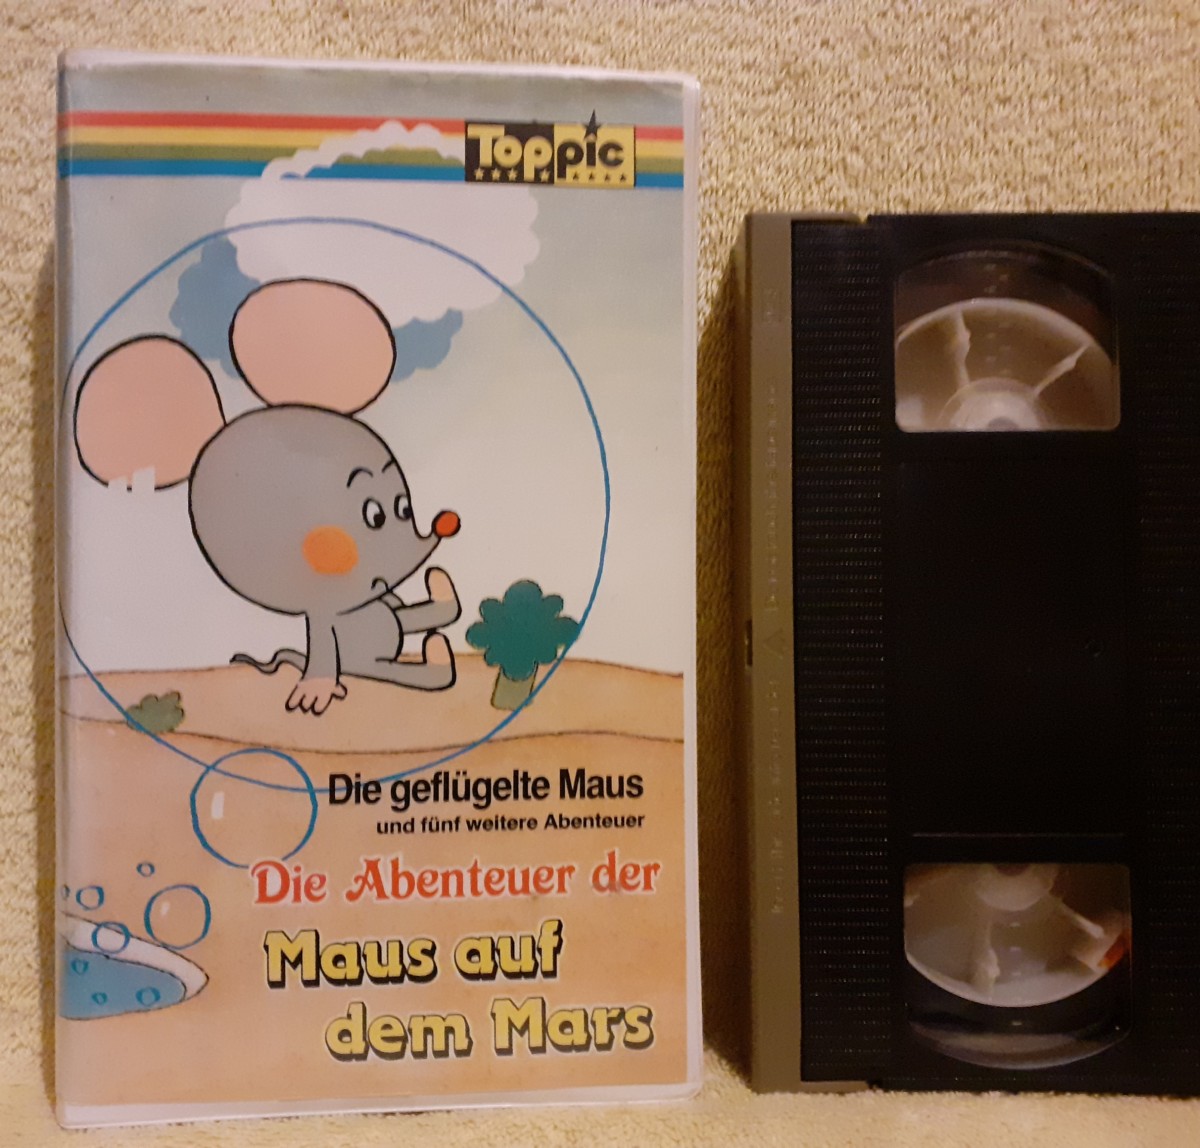 Toppic
Die geflügelte Maus
und fünf weitere Abenteuer
Die Abenteuer der
Maus auf
dem Mars